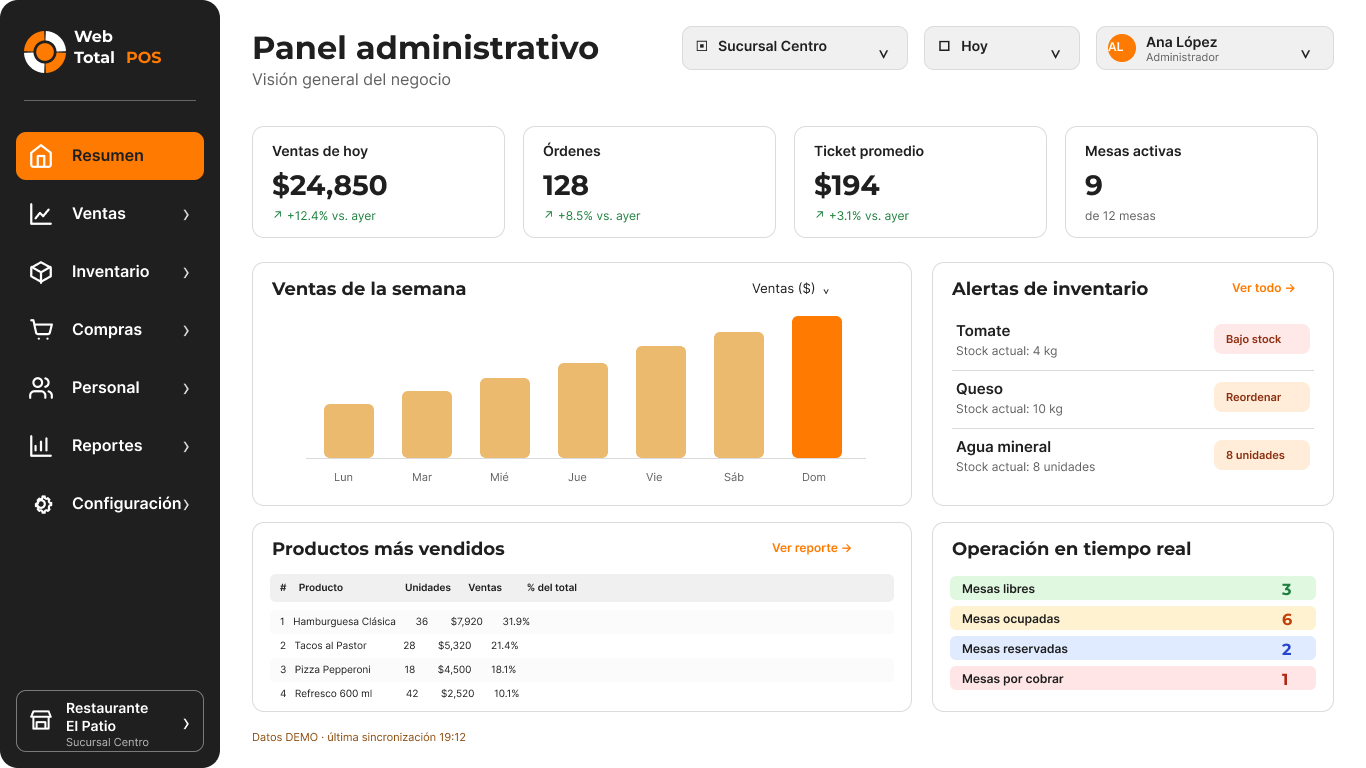 Web
Total POS
Resumen
Ventas
Inventario
Compras
Personal
Reportes
Configuración
Restaurante
El Patio
Sucursal Centro
Panel administrativo
Visión general del negocio
Sucursal Centro
Hoy
AL
Ana López
Administrador
Ventas de hoy
$24,850
↗ +12.4% vs. ayer
Órdenes
128
↗ +8.5% vs. ayer
Ticket promedio
$194
↗ +3.1% vs. ayer
Mesas activas
9
de 12 mesas
Ventas de la semana
Ventas ($)
Lun Mar Mié Jue Vie Sáb Dom
Alertas de inventario
Ver todo →
Tomate
Stock actual: 4 kg
Bajo stock
Queso
Stock actual: 10 kg
Reordenar
Agua mineral
Stock actual: 8 unidades
8 unidades
Productos más vendidos
Ver reporte →
# Producto Unidades Ventas % del total
1 Hamburguesa Clásica 36 $7,920 31.9%
2 Tacos al Pastor 28 $5,320 21.4%
3 Pizza Pepperoni 18 $4,500 18.1%
4 Refresco 600 ml 42 $2,520 10.1%
Operación en tiempo real
Mesas libres 3
Mesas ocupadas 6
Mesas reservadas 2
Mesas por cobrar 1
Datos DEMO · última sincronización 19:12